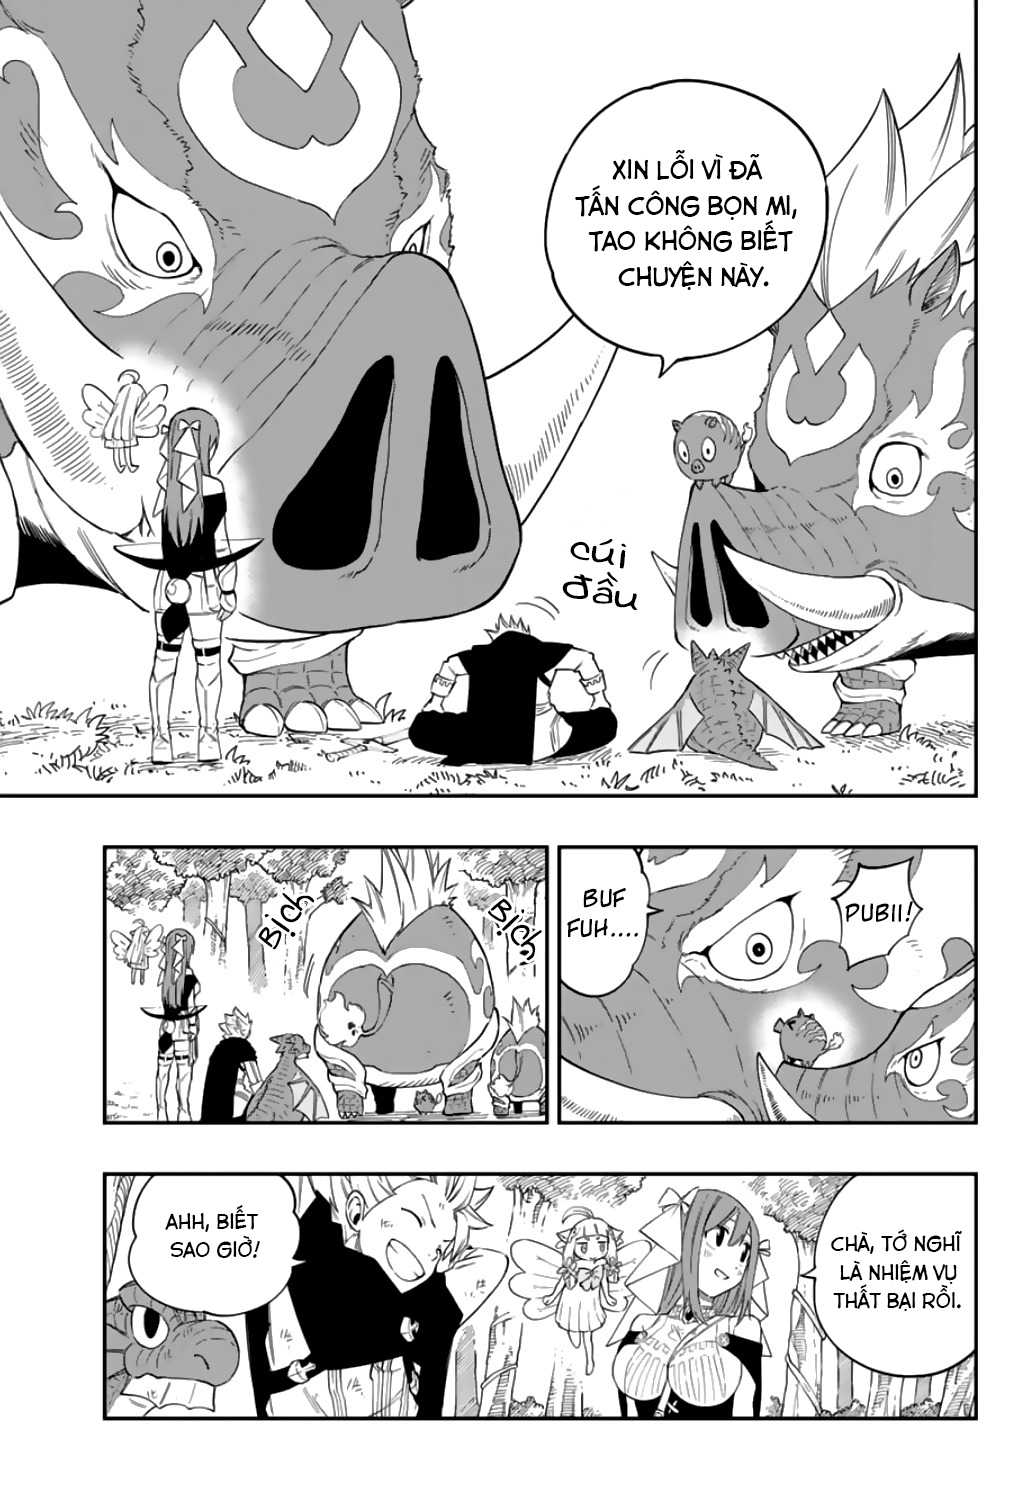 XIN LỖI VÌ ĐÃ
TẤN CÔNG BỌN MI,
TAO KHÔNG BIẾT
CHUYỆN NÀY.
CÚI
ĐẦU
PUBII!
BUF
FUH....
BỊCH
BỊCH
CHÀ, TỚ NGHĨ
LÀ NHIỆM VỤ
THẤT BẠI RỒI.
AHH, BIẾT
SAO GIỜ!